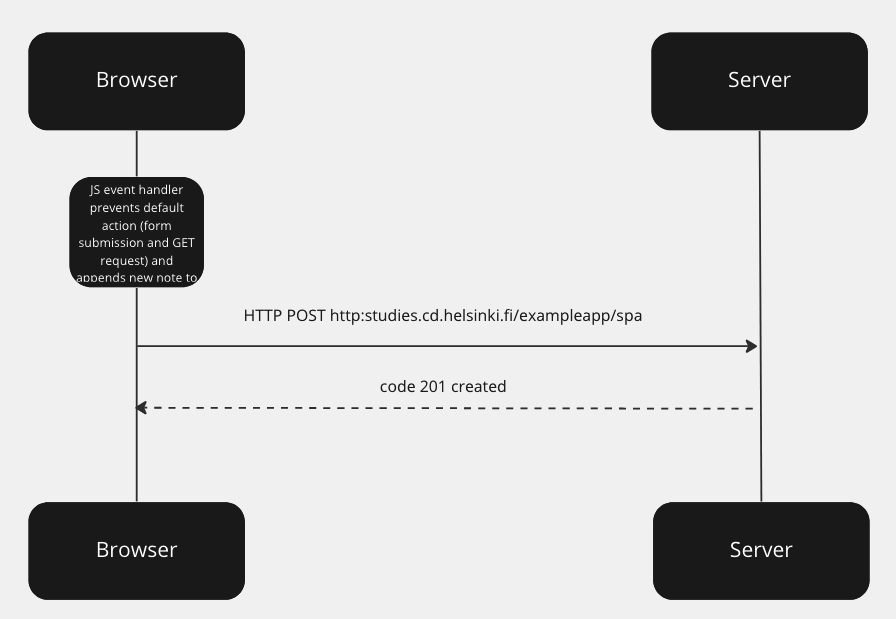 Browser
Server
JS event handler
prevents default
action (form
submission and GET
request) and
appends new note to
HTTP POST http:studies.cd.helsinki.fi/exampleapp/spa
code 201 created
Browser
Server